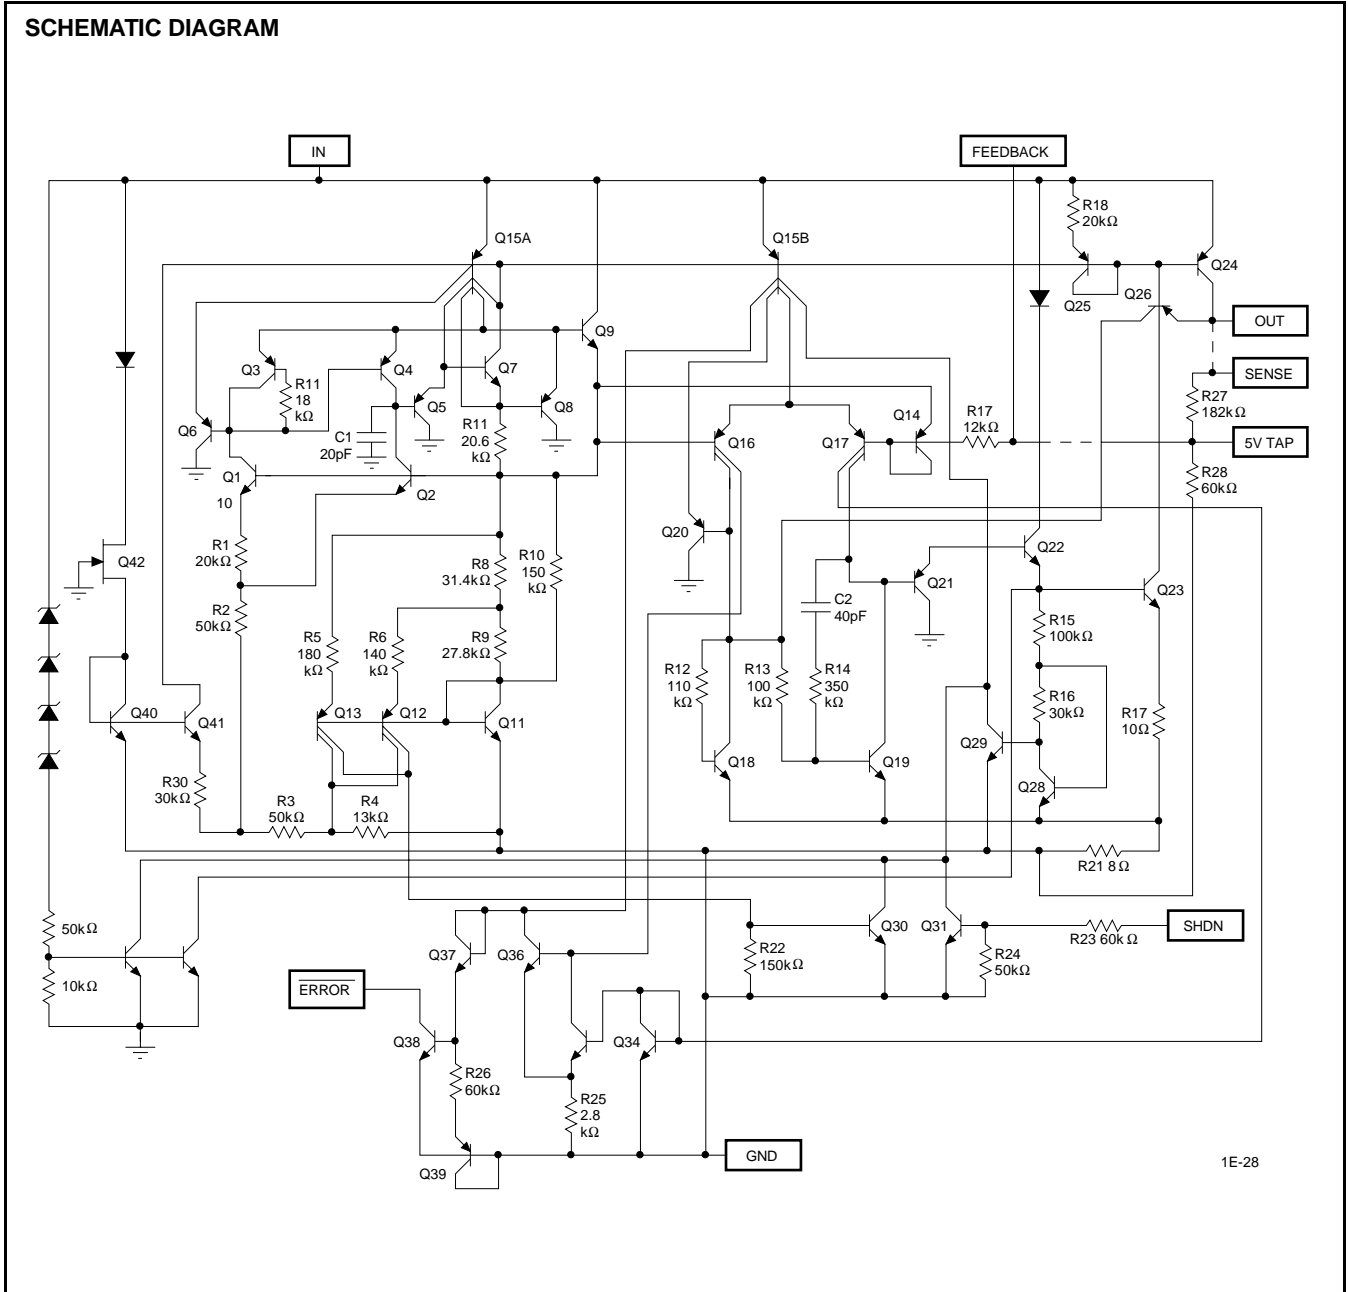 SCHEMATIC DIAGRAM
IN
FEEDBACK
R18
20kΩ
Q15A
Q15B
Q24
Q26
Q25
OUT
Q9
Q3
Q4
Q7
R11
18
kΩ
Q5
Q8
SENSE
R27
182kΩ
Q14
R17
12kΩ
Q6
C1
20pF
R11
20.6
kΩ
Q16
Q17
5V TAP
Q1
10
Q2
R28
60kΩ
Q20
Q22
R1
20kΩ
Q42
R8
31.4kΩ
R10
150
kΩ
Q21
Q23
R2
50kΩ
C2
40pF
R5
180
kΩ
R6
140
kΩ
R9
27.8kΩ
R15
100kΩ
R12
110
kΩ
R13
100
kΩ
R14
350
kΩ
R16
30kΩ
R17
10Ω
Q40
Q41
Q13
Q12
Q11
Q29
Q18
Q19
Q28
R30
30kΩ
R3
50kΩ
R4
13kΩ
R21 8Ω
50kΩ
10kΩ
Q37
Q36
R22
150kΩ
Q30
Q31
R24
50kΩ
R23 60kΩ
SHDN
ERROR
Q38
Q34
R26
60kΩ
R25
2.8
kΩ
Q39
GND
1E-28